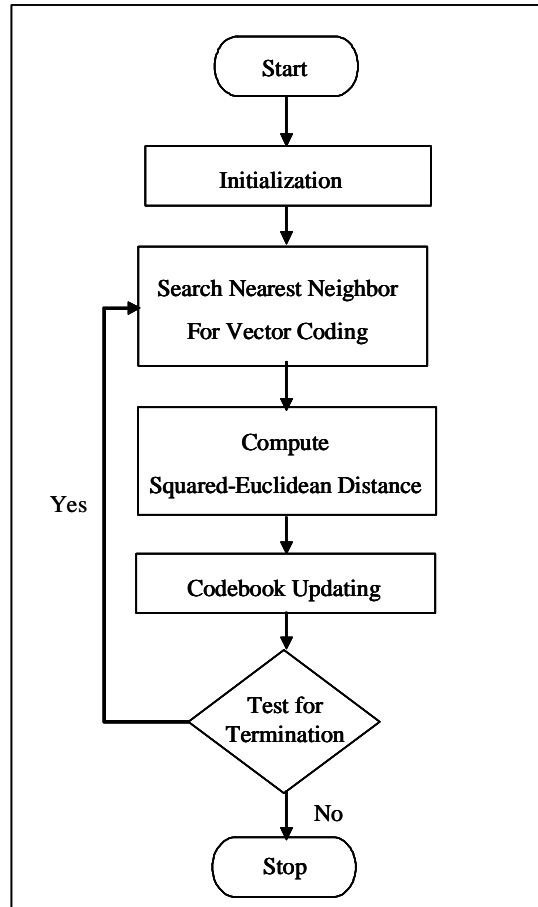 Start
Initialization
Search Nearest Neighbor
For Vector Coding
Compute
Squared-Euclidean Distance
Yes
Codebook Updating
Test for
Termination
No
Stop